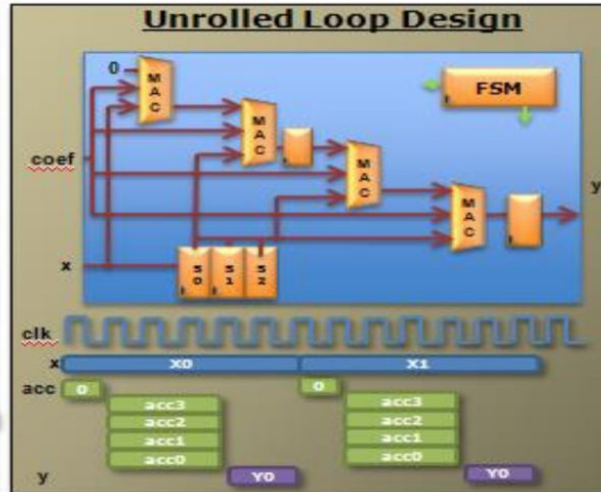 Unrolled Loop Design
0
MAC
FSM
MAC
coef
MAC
MAC
y
x
S0 S1 S2
clk
x X0 X1
acc 0 0
acc3 acc3
acc2 acc2
acc1 acc1
acc0 acc0
y Y0 Y0